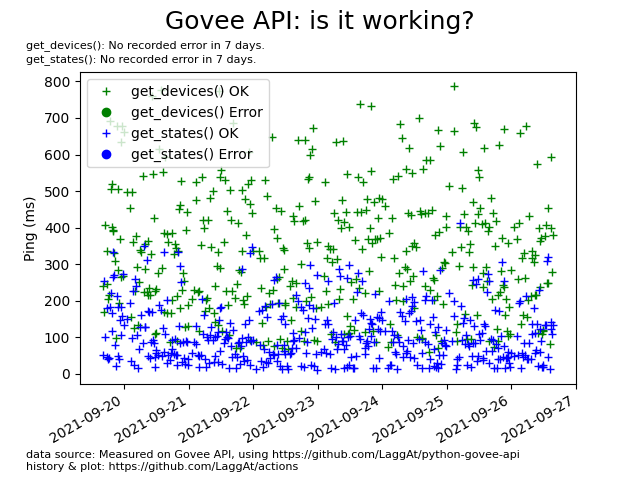 Govee API: is it working?
get_devices(): No recorded error in 7 days.
get_states(): No recorded error in 7 days.
get_devices() OK
get_devices() Error
get_states() OK
get_states() Error
Ping (ms)
800
700
600
500
400
300
200
100
0
2021-09-20
2021-09-21
2021-09-22
2021-09-23
2021-09-24
2021-09-25
2021-09-26
2021-09-27
data source: Measured on Govee API, using https://github.com/LaggAt/python-govee-api
history & plot: https://github.com/LaggAt/actions